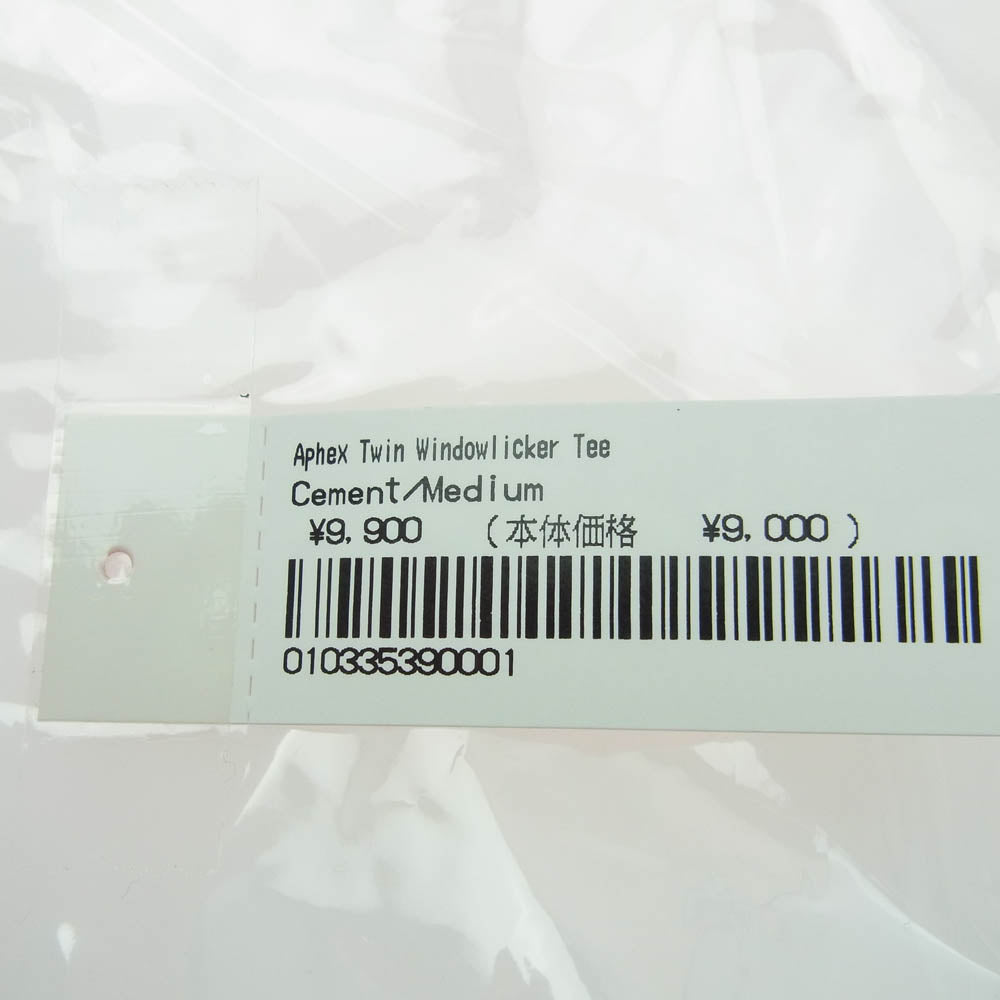 Aphex Twin Windowlicker Tee
Cement/Medium
¥9,900 (本体価格 ¥9,000)
010335390001